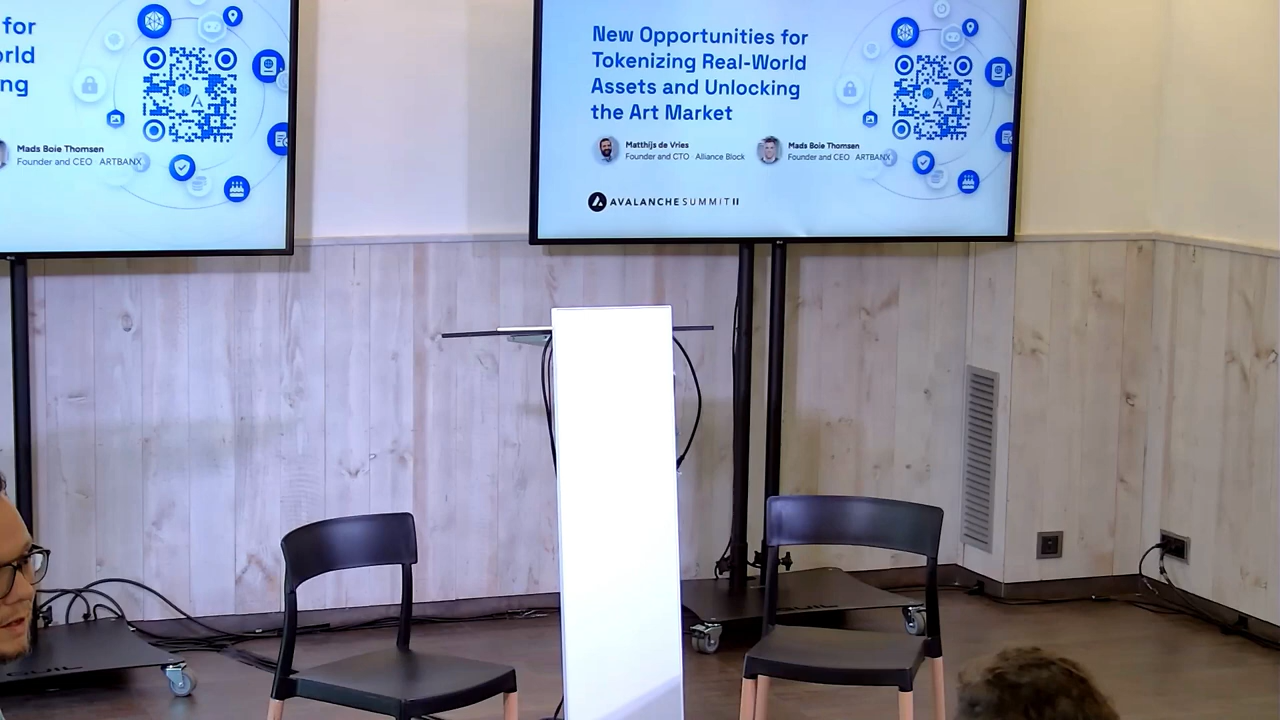 for
orld
ng
Mads Boie Thomsen
Founder and CEO ARTBANX
New Opportunities for
Tokenizing Real-World
Assets and Unlocking
the Art Market
Matthijs de Vries
Founder and CTO Alliance Block
Mads Boie Thomsen
Founder and CEO ARTBANX
AVALANCHE SUMMIT II
GUIL
GUIL